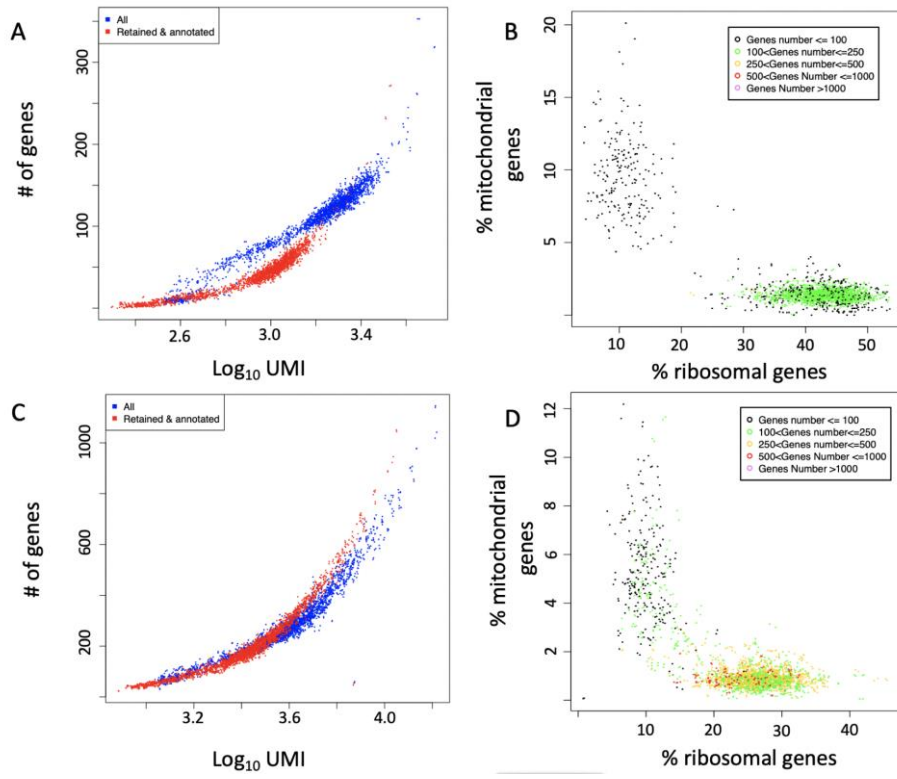 A
All
Retained & annotated
# of genes
300
200
100
2.6
3.0
3.4
Log10 UMI
B
Genes number <= 100
100<Genes number<=250
250<Genes number<=500
500<Genes Number <=1000
Genes Number >1000
% mitochondrial
genes
20
15
10
5
10
20
30
40
50
% ribosomal genes
C
All
Retained & annotated
# of genes
1000
600
200
3.2
3.6
4.0
Log10 UMI
D
Genes number <= 100
100<Genes number<=250
250<Genes number<=500
500<Genes Number <=1000
Genes Number >1000
% mitochondrial
genes
12
10
8
6
4
2
0
10
20
30
40
% ribosomal genes